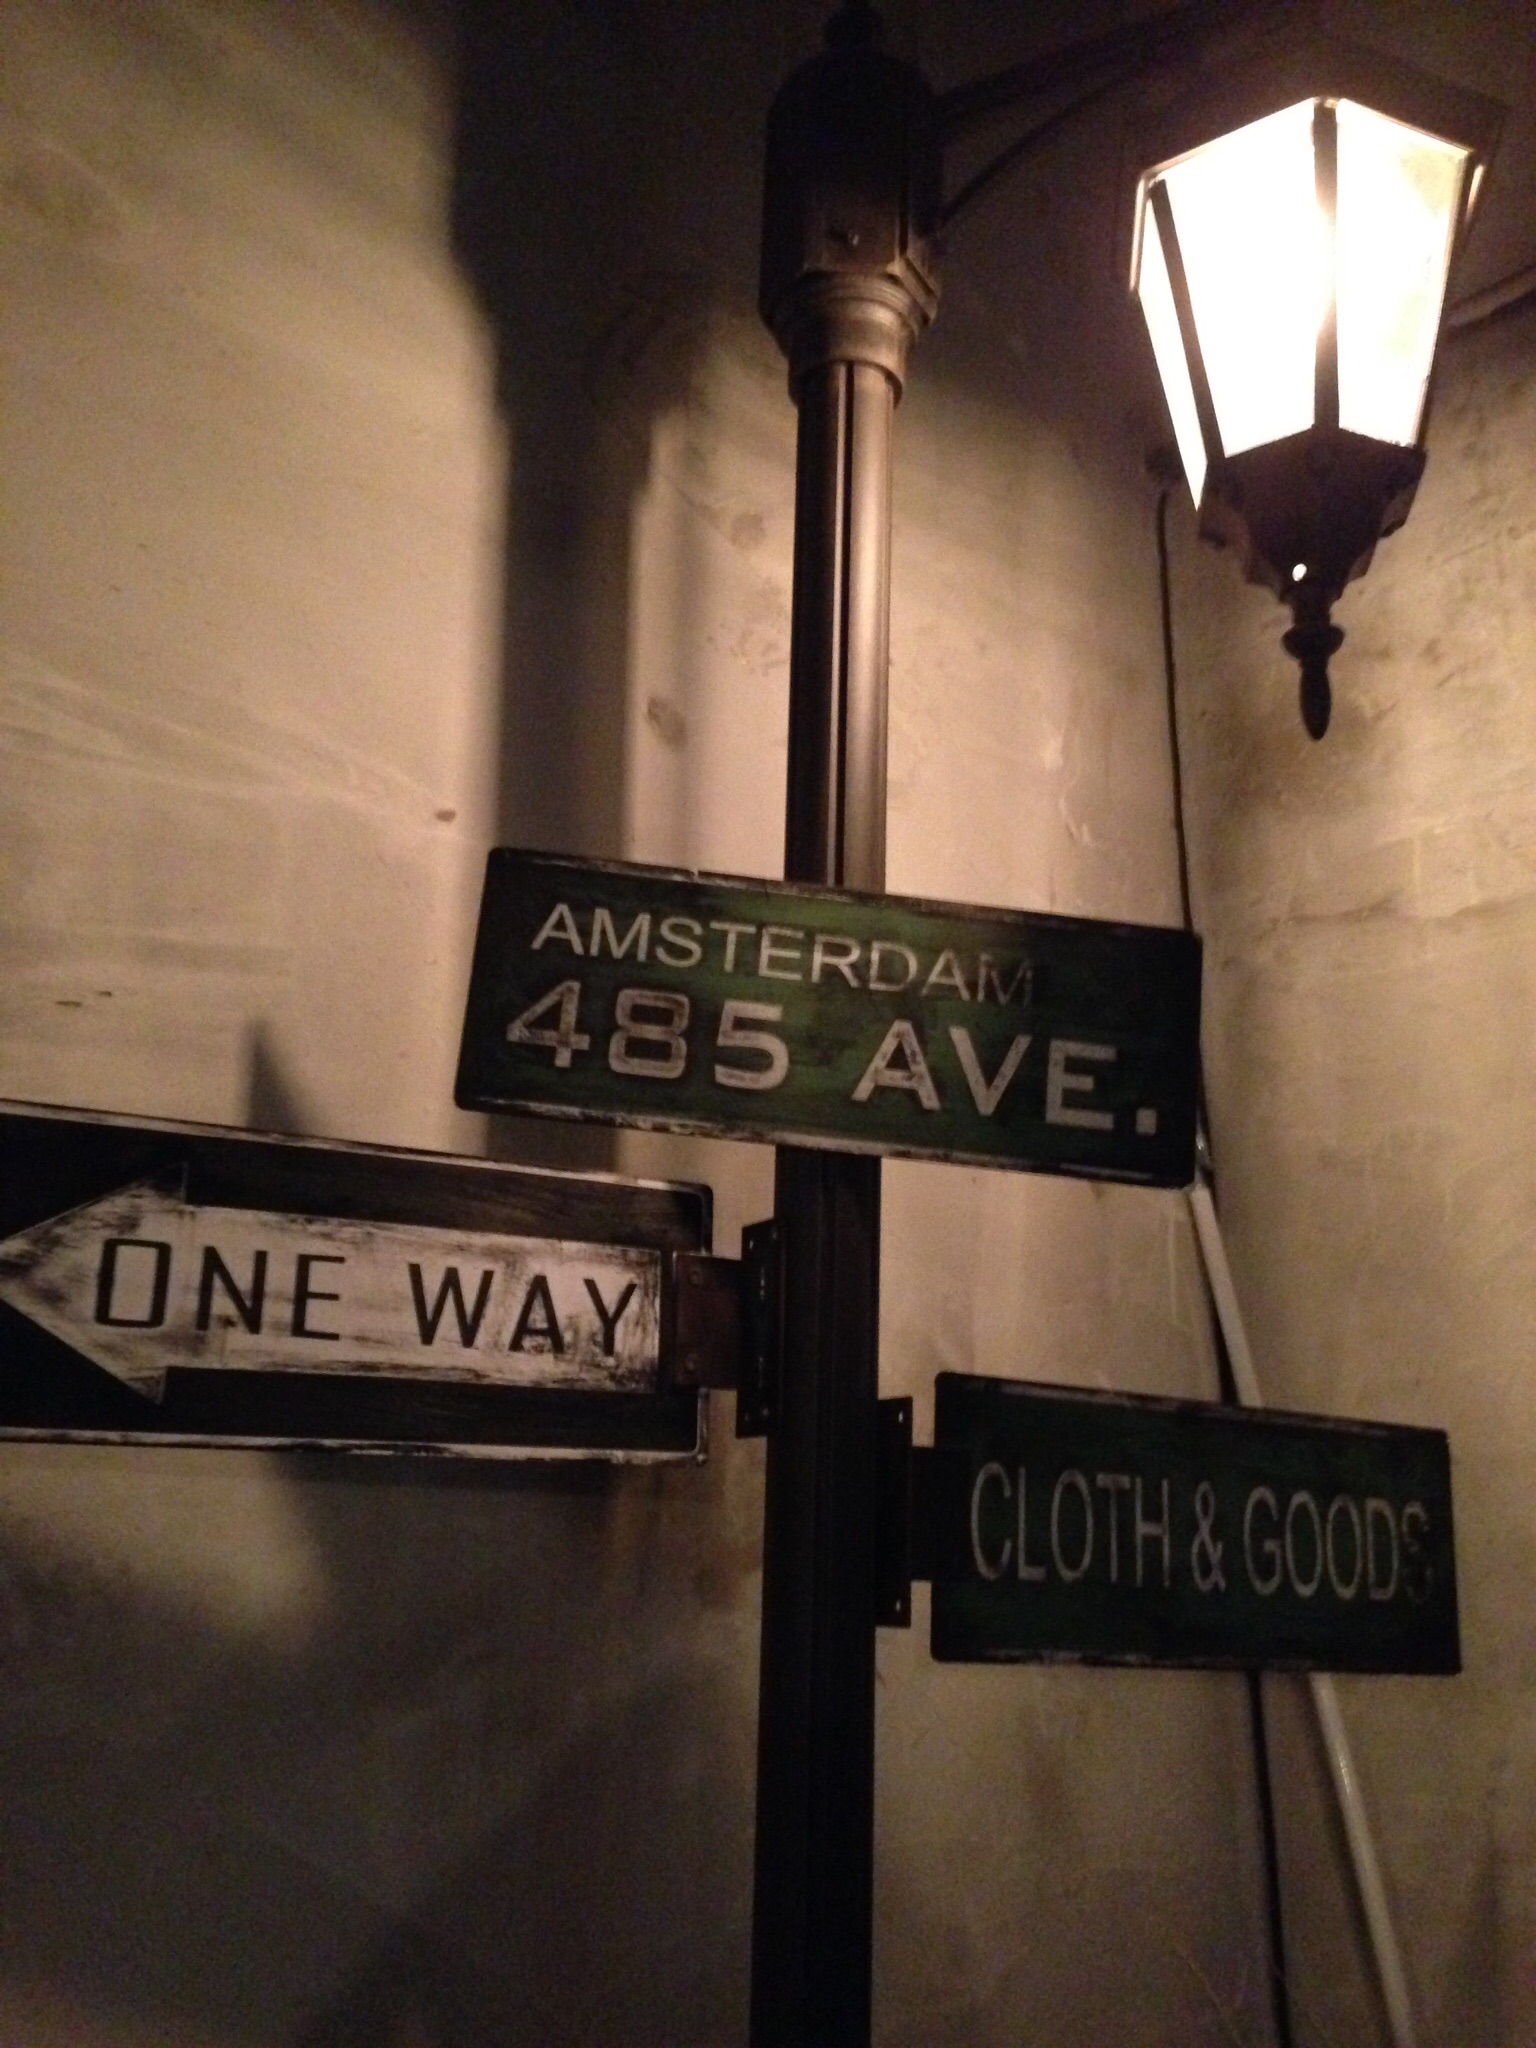 AMSTERDAM
485 AVE.
ONE WAY
CLOTH & GOODS